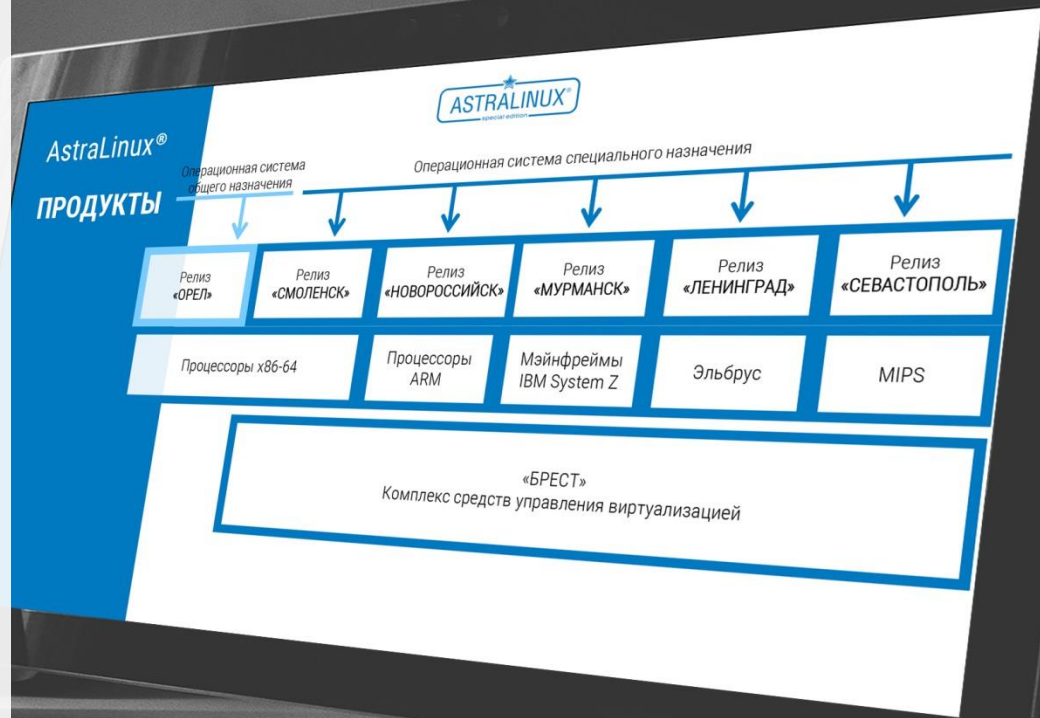 ASTRALINUX®
special edition
AstraLinux®
ПРОДУКТЫ
Операционная система
общего назначения
Операционная система специального назначения
Релиз
«ОРЕЛ»
Релиз
«СМОЛЕНСК»
Релиз
«НОВОРОССИЙСК»
Релиз
«МУРМАНСК»
Релиз
«ЛЕНИНГРАД»
Релиз
«СЕВАСТОПОЛЬ»
Процессоры x86-64
Процессоры
ARM
Мэйнфреймы
IBM System Z
Эльбрус
MIPS
«БРЕСТ»
Комплекс средств управления виртуализацией